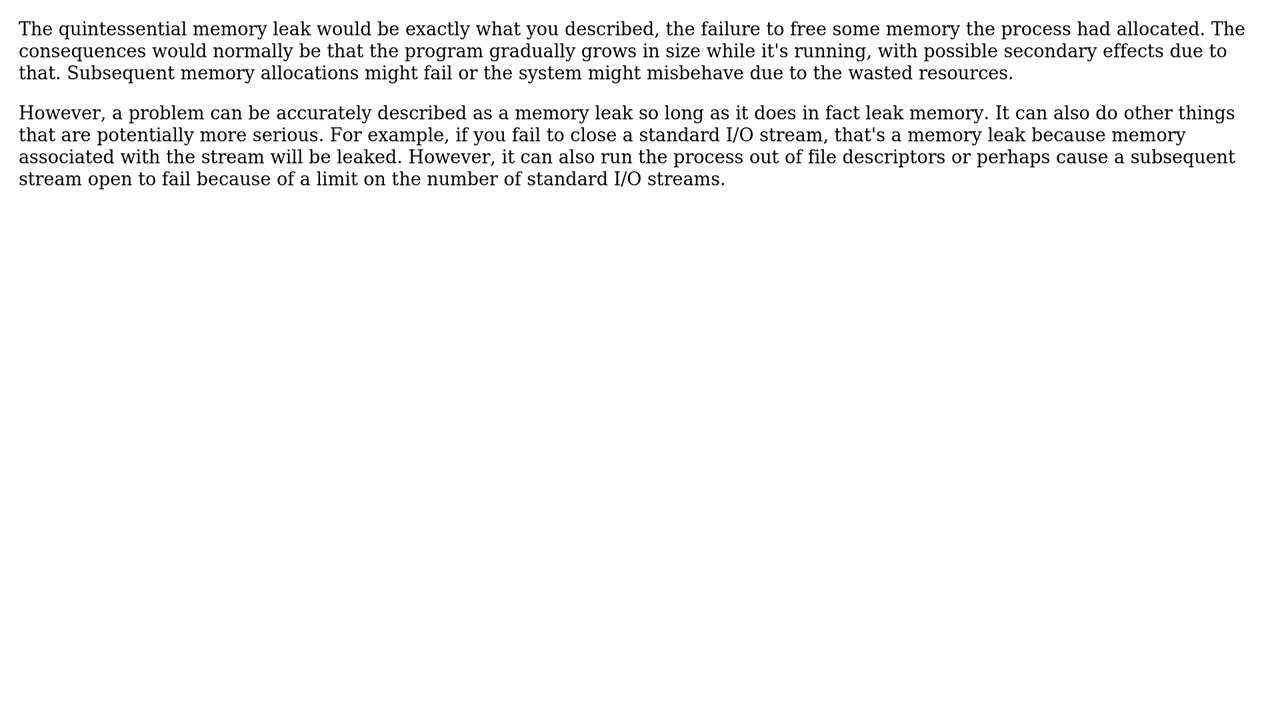 The quintessential memory leak would be exactly what you described, the failure to free some memory the process had allocated. The
consequences would normally be that the program gradually grows in size while it's running, with possible secondary effects due to
that. Subsequent memory allocations might fail or the system might misbehave due to the wasted resources.
However, a problem can be accurately described as a memory leak so long as it does in fact leak memory. It can also do other things
that are potentially more serious. For example, if you fail to close a standard I/O stream, that's a memory leak because memory
associated with the stream will be leaked. However, it can also run the process out of file descriptors or perhaps cause a subsequent
stream open to fail because of a limit on the number of standard I/O streams.